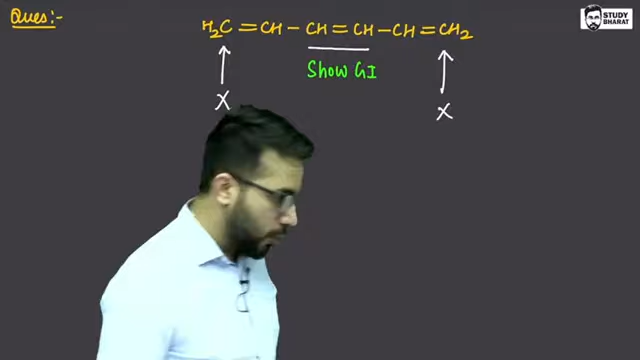 Ques:-
H₂C=CH-CH=CH-CH=CH₂
Show GI
X
X
STUDY
BHARAT